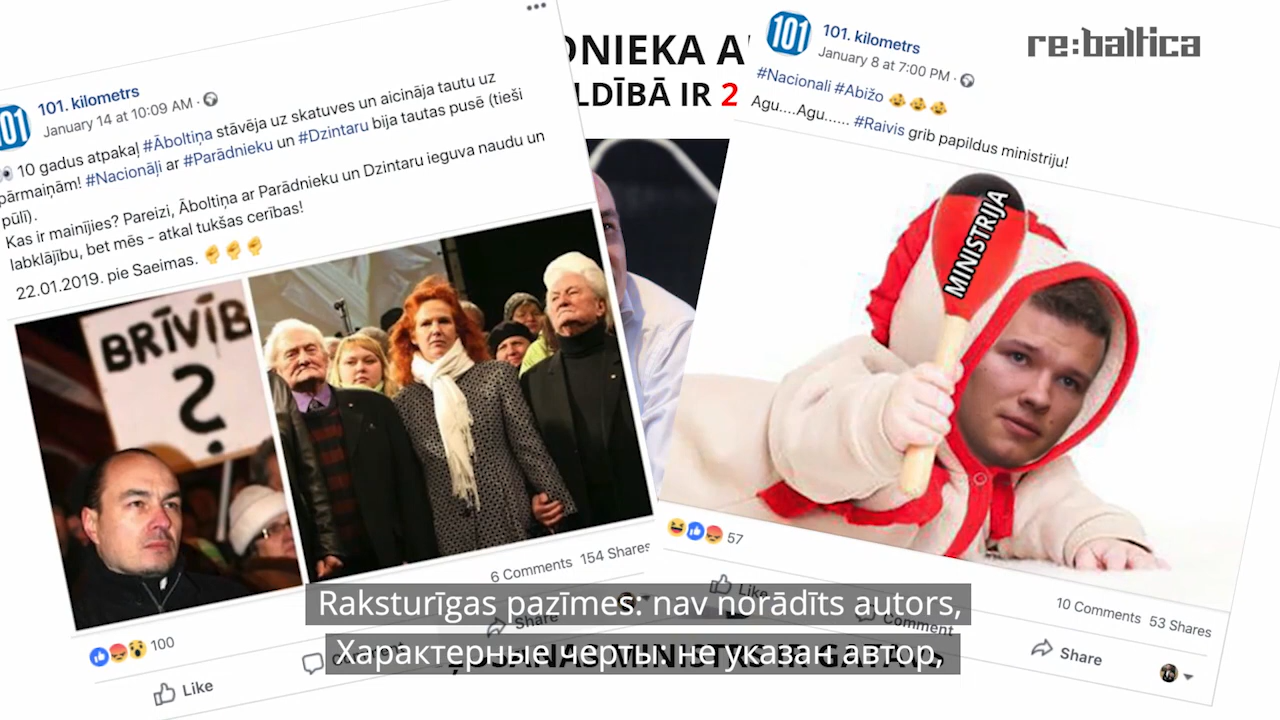 re:baltica
101
101. kilometrs
January 14 at 10:09 AM ·
10 gadus atpakaļ #Āboltiņa stāvēja uz skatuves un aicināja tautu uz
pārmaiņām! #Nacionāļi ar #Parādnieku un #Dzintaru bija tautas pusē (tieši
pūlī).
Kas ir mainījies? Pareizi, Āboltiņa ar Parādnieku un Dzintaru ieguva naudu un
labklājību, bet mēs - atkal tukšas cerības!
22.01.2019. pie Saeimas.
BRĪVĪB
?
6 Comments 154 Shares
100
Like
Share
LDĪBĀ IR 2
101
101. kilometrs
January 8 at 7:00 PM ·
#Nacionali #Abižo
Agu....Agu...... #Raivis grib papildus ministriju!
MINISTRIJA
57
10 Comments 53 Shares
Like
Comment
Share
Raksturīgas pazīmes: nav norādīts autors,
Характерные черты: не указан автор,